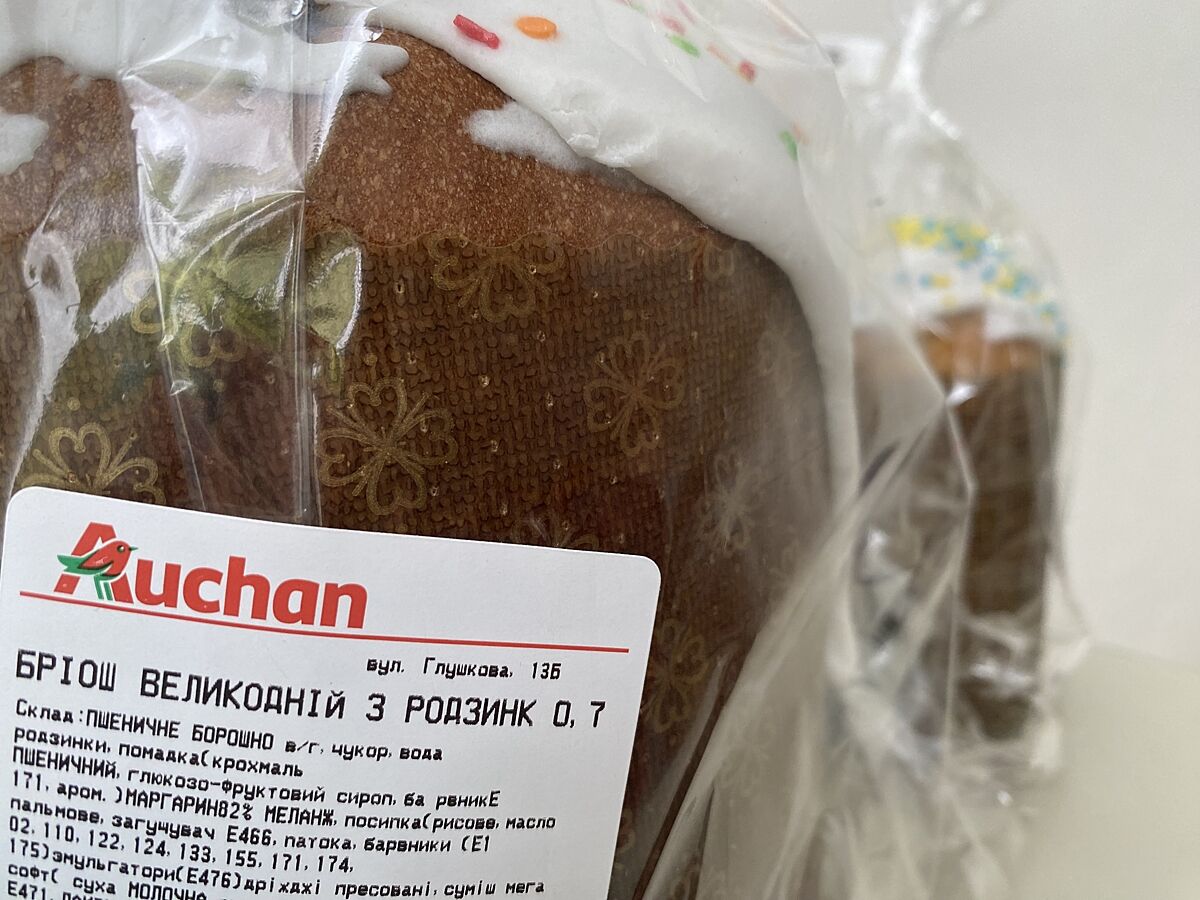 Auchan
вул. Глушкова, 13Б
БРІОШ ВЕЛИКОДНІЙ З РОДЗИНК 0,7
Склад:ПШЕНИЧНЕ БОРОШНО в/г, цукор, вода
родзинки, помадка(крохмаль
ПШЕНИЧНИЙ, глюкозо-фруктовий сироп, ба рвникЕ
171, аром.)МАРГАРИН82% МЕЛАНЖ, посипка(рисове, масло
пальмове, загущувач Е466, патока, барвники (Е1
02, 110, 122, 124, 133, 155, 171, 174,
175)эмульгатори(Е476)дріжджі пресовані, суміш мега
софт( суха МОЛОЧНА
Е471,